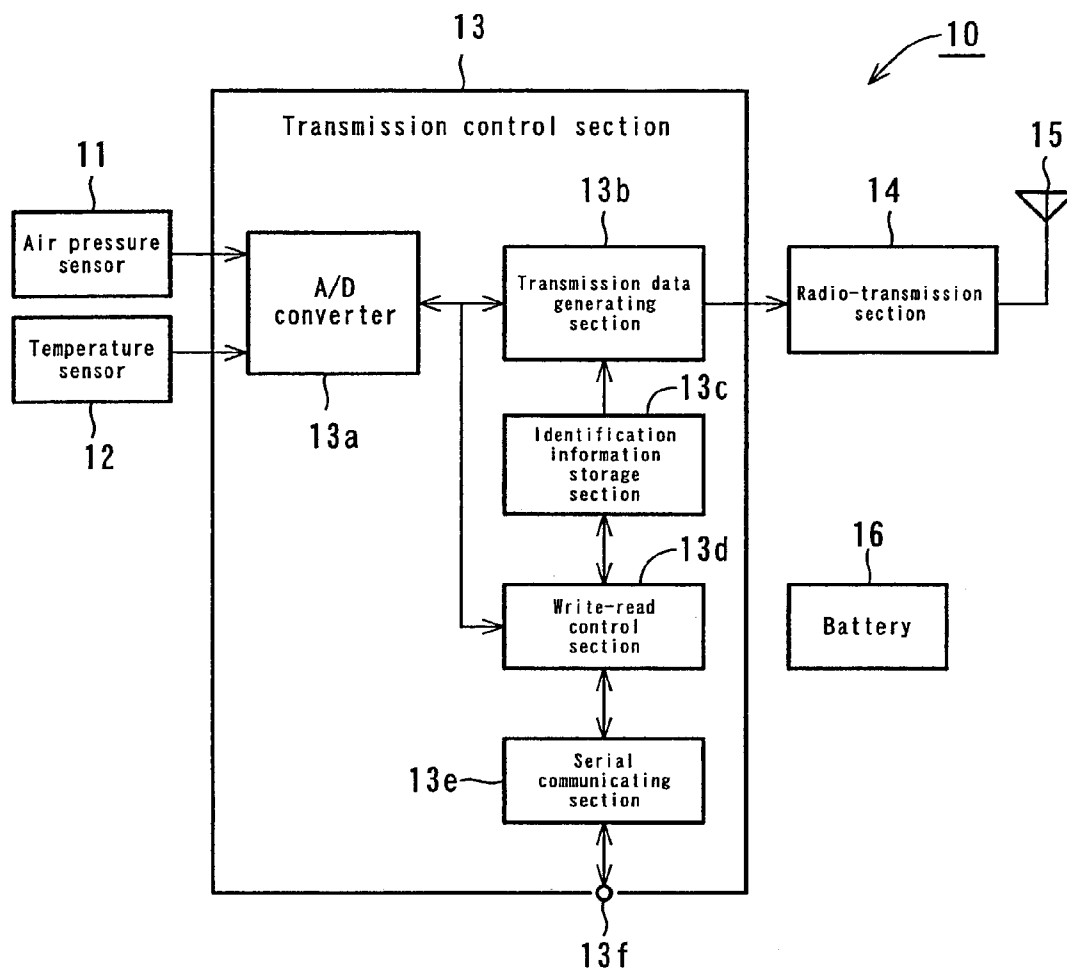 13
10
Transmission control section
11
15
13b
14
Air pressure
sensor
A/D
converter
Transmission data
generating
section
Radio-transmission
section
Temperature
sensor
13c
13a
12
Identification
information
storage
section
13d
16
Write-read
control
section
Battery
Serial
communicating
section
13e
13f